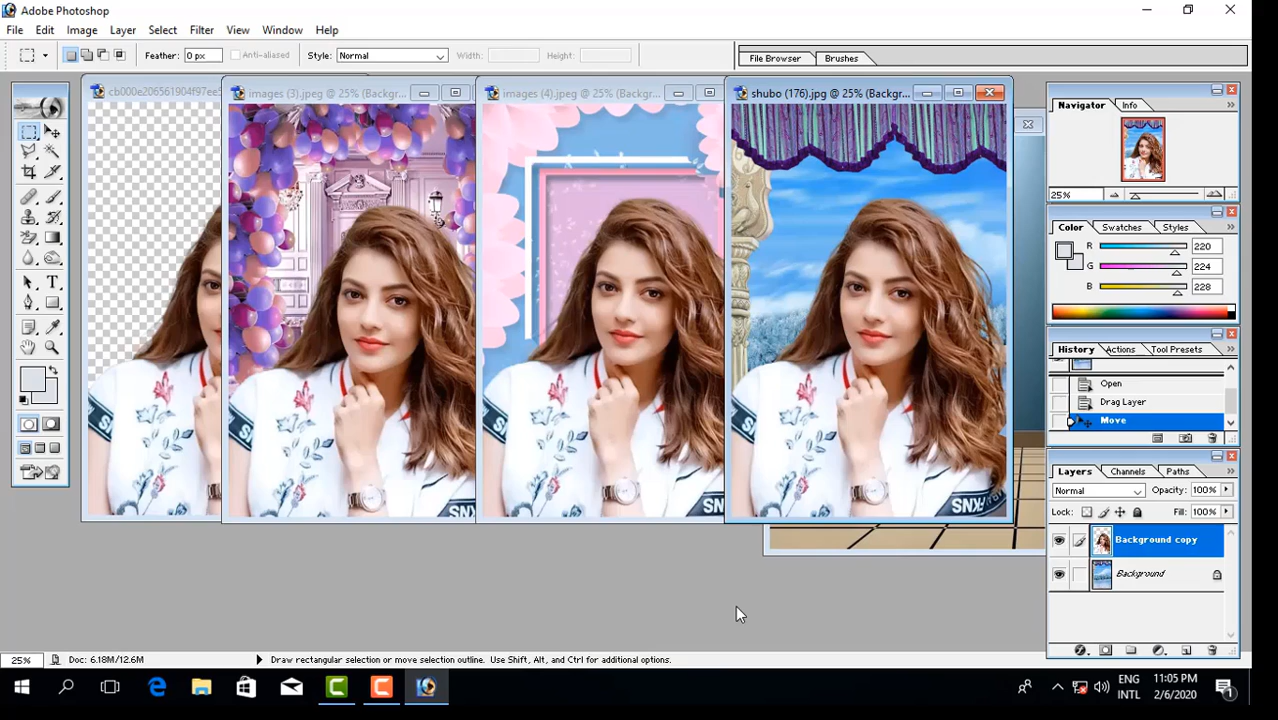 Adobe Photoshop
File Edit Image Layer Select Filter View Window Help
Feather: 0 px Anti-aliased Style: Normal Width: Height: File Browser Brushes
cb000e206561904f97ee5
images (3).jpeg @ 25% (Backgr...
images (4).jpeg @ 25% (Backgr...
shubo (176).jpg @ 25% (Backgr...
Navigator Info
25%
Color Swatches Styles
R 220
G 224
B 228
History Actions Tool Presets
Open
Drag Layer
Move
Layers Channels Paths
Normal Opacity: 100%
Lock: Fill: 100%
Background copy
Background
25% Doc: 6.18M/12.6M Draw rectangular selection or move selection outline. Use Shift, Alt, and Ctrl for additional options.
ENG 11:05 PM
INTL 2/6/2020
1